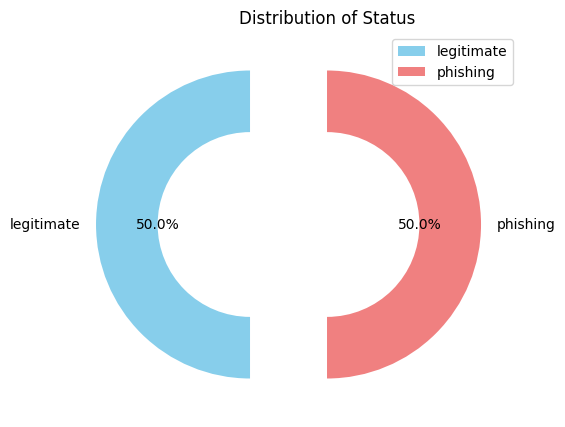 Distribution of Status
legitimate
phishing
legitimate
50.0%
50.0%
phishing